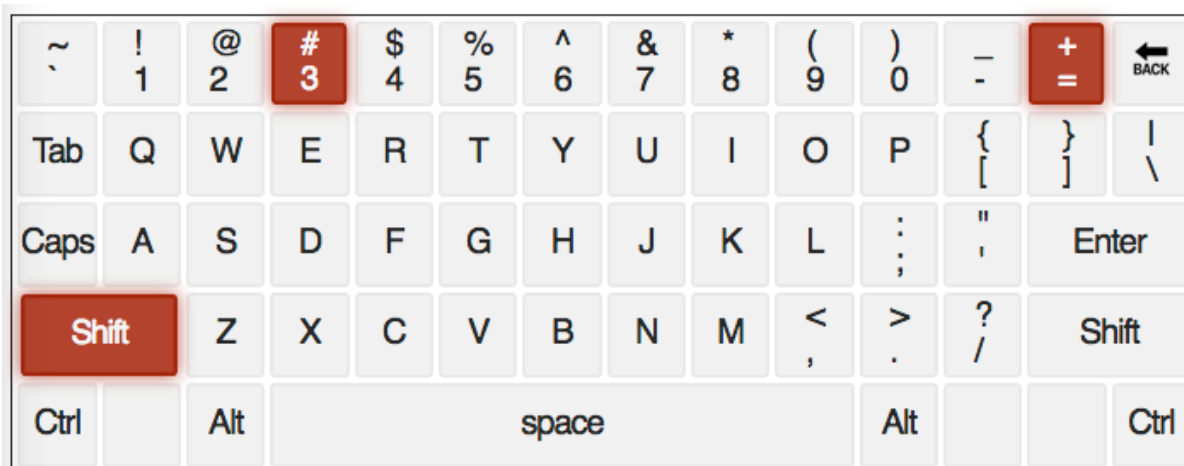 ~ ! @ # $ % ^ & * ( ) _ +
` 1 2 3 4 5 6 7 8 9 0 - = BACK
Tab Q W E R T Y U I O P { [ } ] | \
Caps A S D F G H J K L : ; " ' Enter
Shift Z X C V B N M < , > . ? / Shift
Ctrl Alt space Alt Ctrl